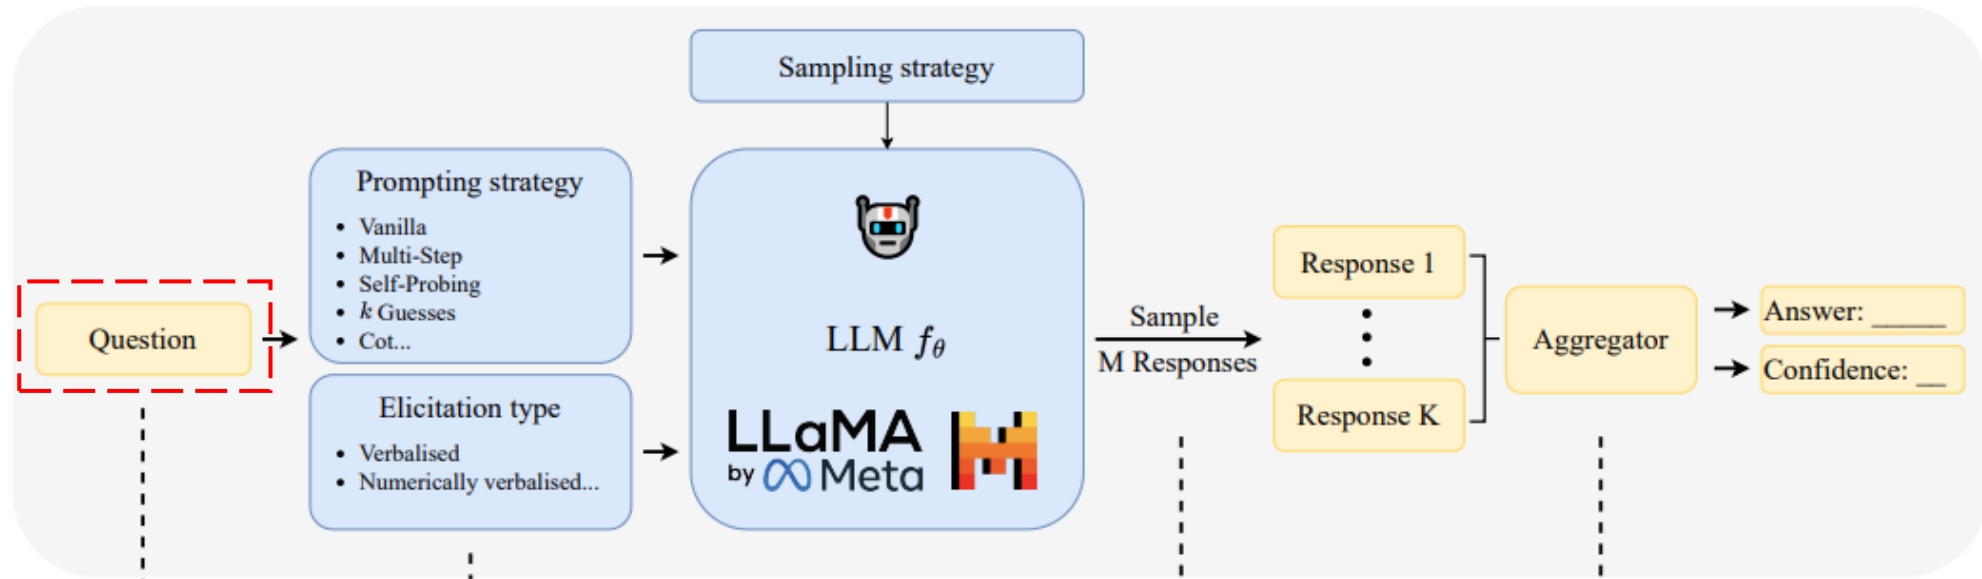 Sampling strategy
Prompting strategy
• Vanilla
• Multi-Step
• Self-Probing
• k Guesses
• Cot...
Question
Elicitation type
• Verbalised
• Numerically verbalised...
LLM fθ
LLaMA
by Meta
Sample
M Responses
Response 1
Response K
Aggregator
Answer: _____
Confidence: __